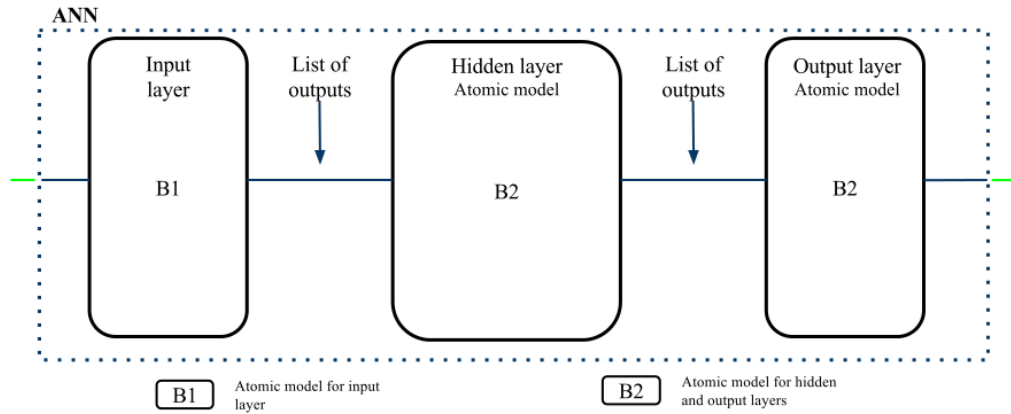 ANN
Input
layer
List of
outputs
Hidden layer
Atomic model
List of
outputs
Output layer
Atomic model
B1
B2
B2
B1
Atomic model for input
layer
B2
Atomic model for hidden
and output layers